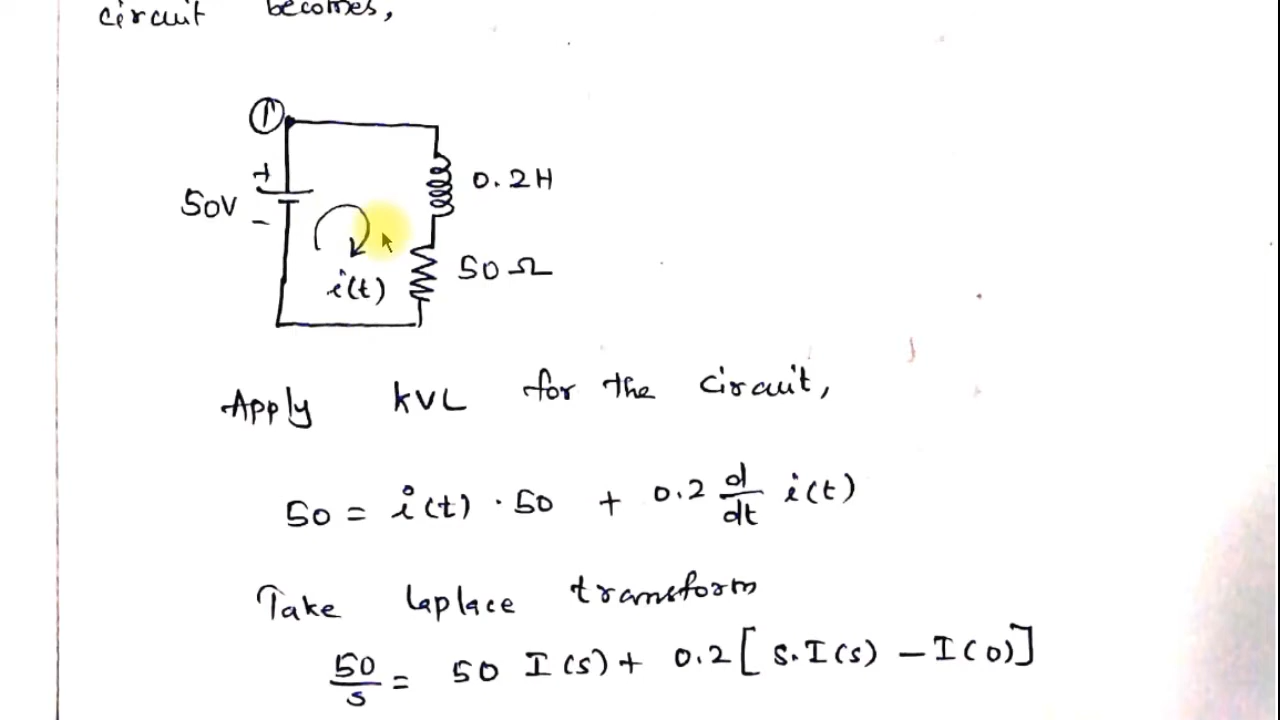 circuit becomes,
1
+
50V
-
0.2H
50 Ω
i(t)
Apply KVL for the circuit,
50 = i(t) · 50 + 0.2 d/dt i(t)
Take laplace transform
50/s = 50 I(s) + 0.2 [ s.I(s) - I(0)]